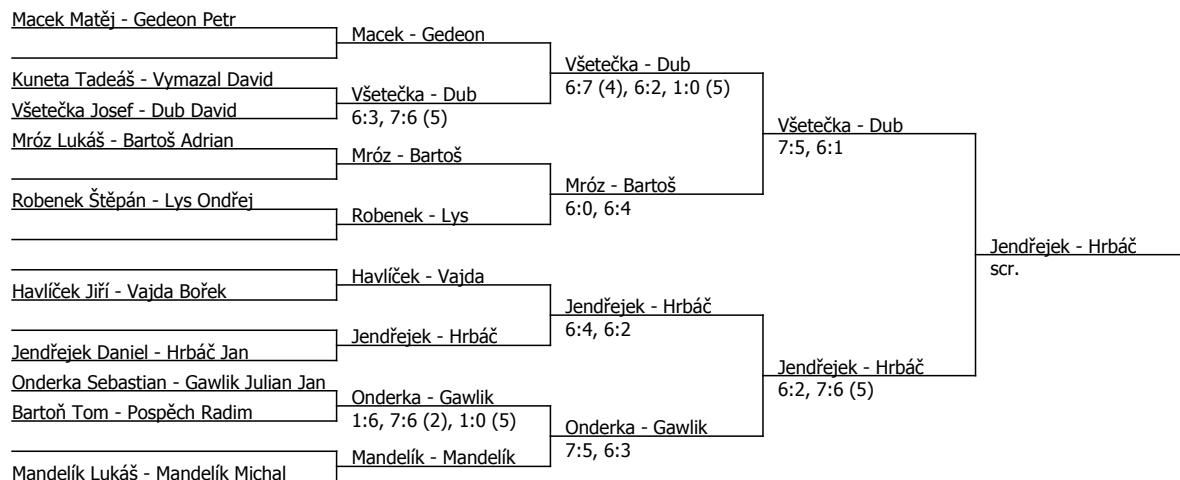 Macek Matěj - Gedeon Petr
Kuneta Tadeáš - Vymazal David
Všetečka Josef - Dub David
Mróz Lukáš - Bartoš Adrian
Robenek Štěpán - Lys Ondřej
Havlíček Jiří - Vajda Bořek
Jendřejek Daniel - Hrbáč Jan
Onderka Sebastian - Gawlik Julian Jan
Bartoň Tom - Pospěch Radim
Mandelík Lukáš - Mandelík Michal
Macek - Gedeon
Všetečka - Dub
6:3, 7:6 (5)
Mróz - Bartoš
Robenek - Lys
Havlíček - Vajda
Jendřejek - Hrbáč
Onderka - Gawlik
1:6, 7:6 (2), 1:0 (5)
Mandelík - Mandelík
Všetečka - Dub
6:7 (4), 6:2, 1:0 (5)
Mróz - Bartoš
6:0, 6:4
Jendřejek - Hrbáč
6:4, 6:2
Onderka - Gawlik
7:5, 6:3
Všetečka - Dub
7:5, 6:1
Jendřejek - Hrbáč
6:2, 7:6 (5)
Jendřejek - Hrbáč
scr.